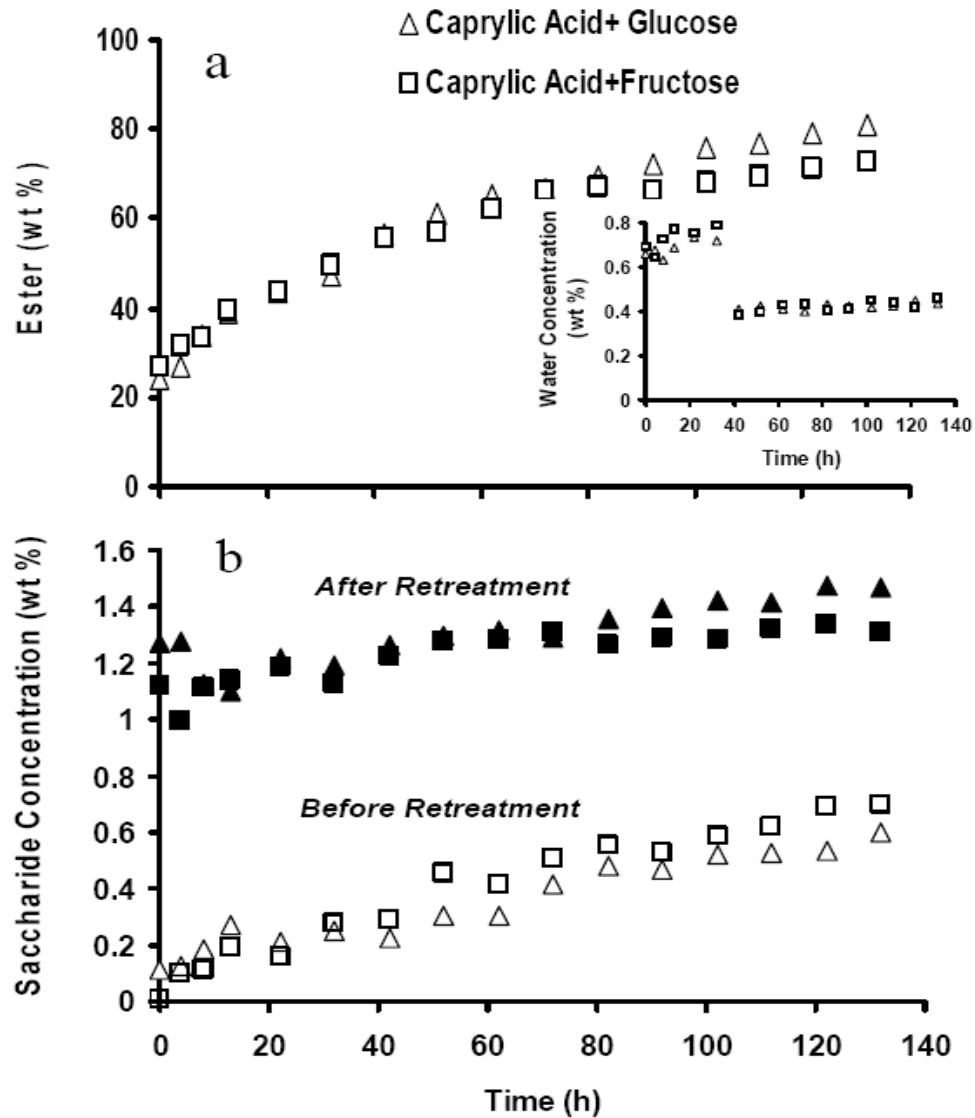 a
△ Caprylic Acid+ Glucose
□ Caprylic Acid+Fructose
Ester (wt %)
100
80
60
40
20
0
Water Concentration
(wt %)
0.8
0.6
0.4
0.2
0
0 20 40 60 80 100 120 140
Time (h)
b
Saccharide Concentration (wt %)
1.6
1.4
1.2
1
0.8
0.6
0.4
0.2
0
After Retreatment
Before Retreatment
0 20 40 60 80 100 120 140
Time (h)